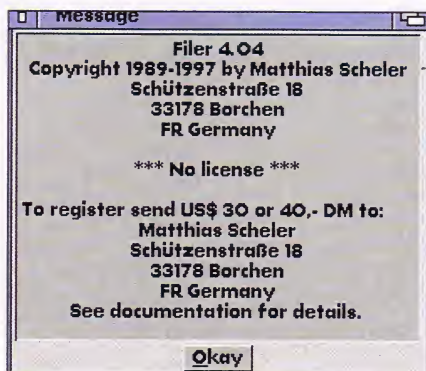 Message
Filer 4.04
Copyright 1989-1997 by Matthias Scheler
Schützenstraße 18
33178 Borchen
FR Germany
*** No license ***
To register send US$ 30 or 40,- DM to:
Matthias Scheler
Schützenstraße 18
33178 Borchen
FR Germany
See documentation for details.
Okay